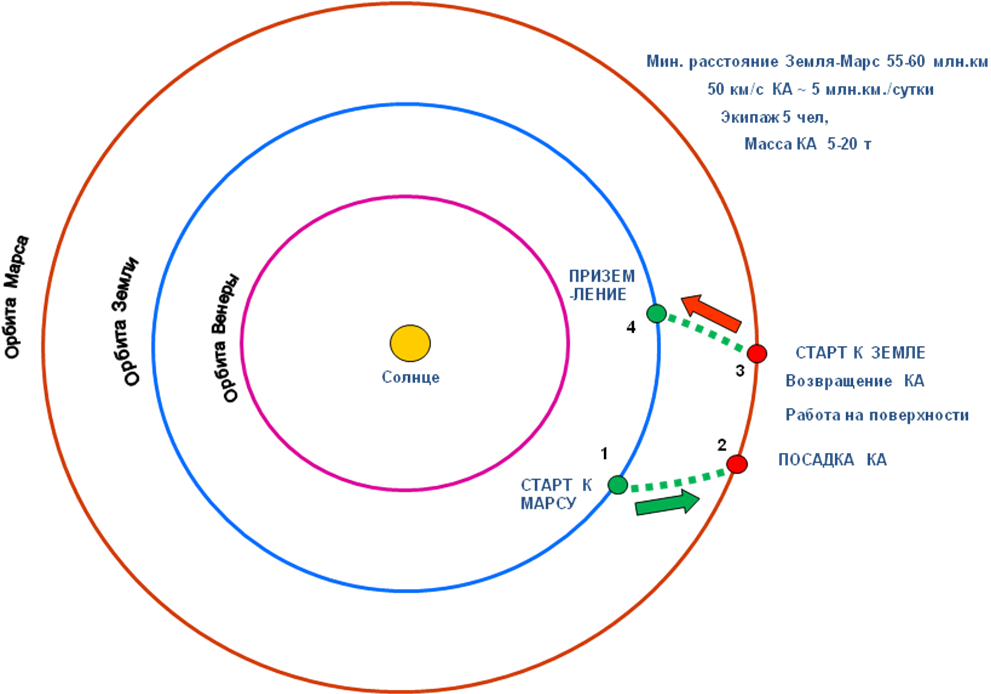 Мин. расстояние Земля-Марс 55-60 млн.км
50 км/с КА ~ 5 млн.км./сутки
Экипаж 5 чел,
Масса КА 5-20 т
Орбита Марса
Орбита Земли
Орбита Венеры
Солнце
ПРИЗЕМ
-ЛЕНИЕ
4
3
СТАРТ К ЗЕМЛЕ
Возвращение КА
Работа на поверхности
1
2
ПОСАДКА КА
СТАРТ К
МАРСУ